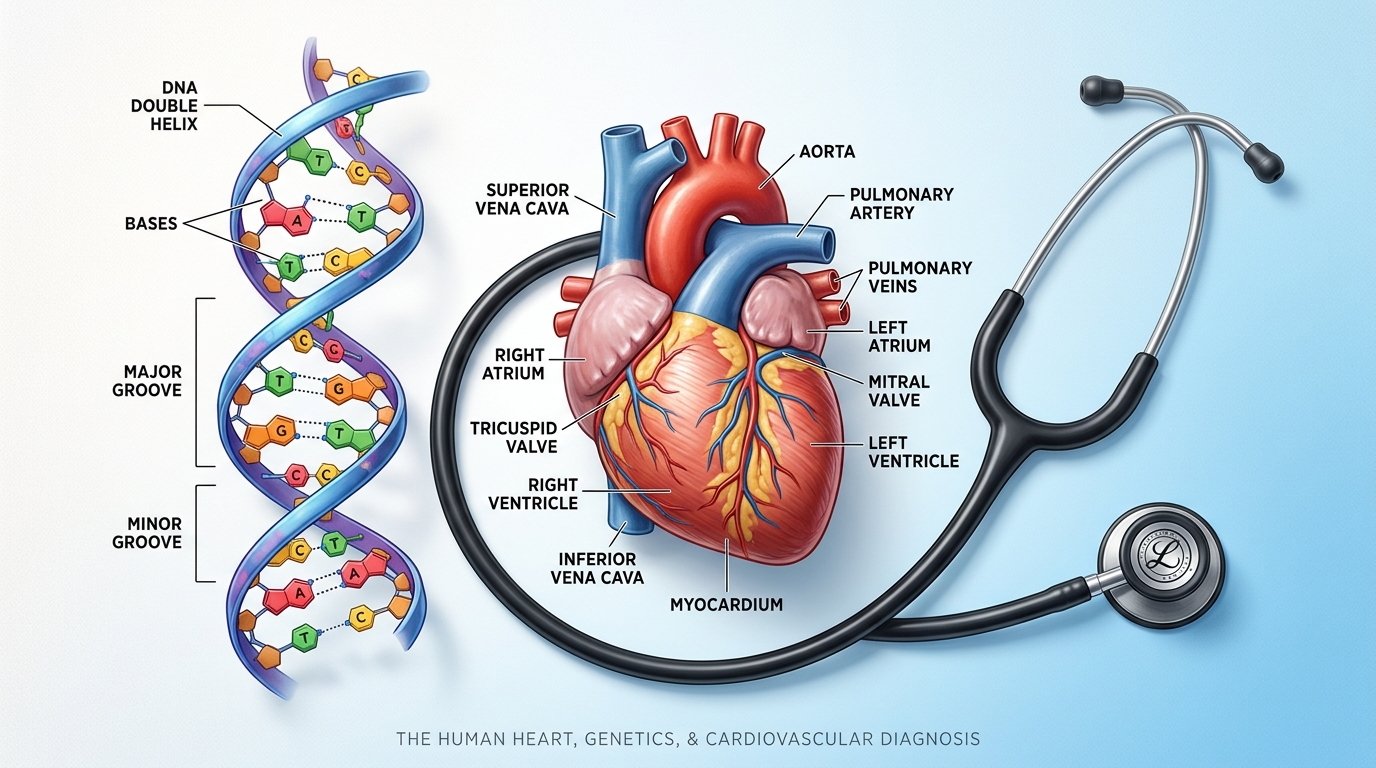 DNA
DOUBLE
HELIX
BASES
MAJOR
GROOVE
MINOR
GROOVE
C
T
T
C
A
T
T
C
C
G
T
G
G
T
C
C
C
T
A
A
C
T
SUPERIOR
VENA CAVA
RIGHT
ATRIUM
TRICUSPID
VALVE
RIGHT
VENTRICLE
INFERIOR
VENA CAVA
MYOCARDIUM
AORTA
PULMONARY
ARTERY
PULMONARY
VEINS
LEFT
ATRIUM
MITRAL
VALVE
LEFT
VENTRICLE
L
THE HUMAN HEART, GENETICS, & CARDIOVASCULAR DIAGNOSIS